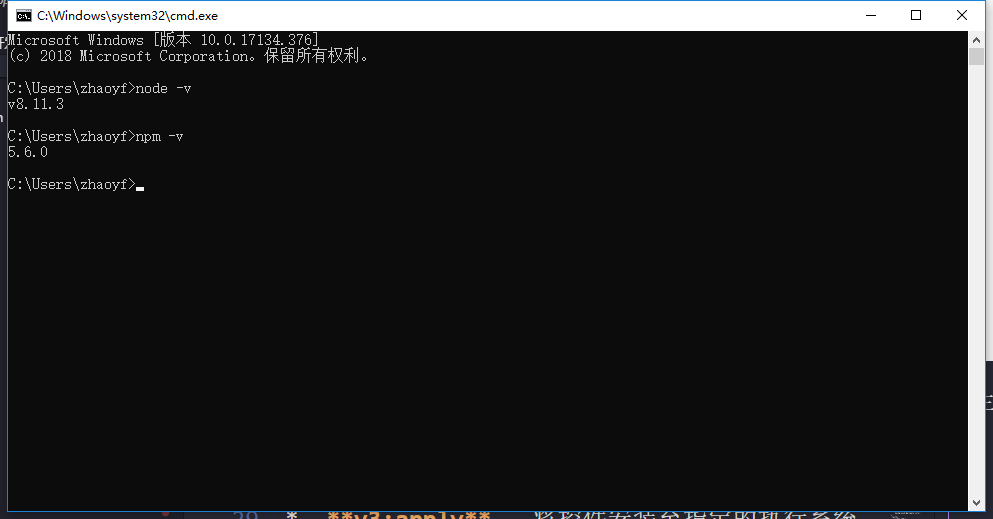 C:\Windows\system32\cmd.exe
Microsoft Windows [版本 10.0.17134.376]
(c) 2018 Microsoft Corporation。保留所有权利。
C:\Users\zhaoyf>node -v
v8.11.3
C:\Users\zhaoyf>npm -v
5.6.0
C:\Users\zhaoyf>